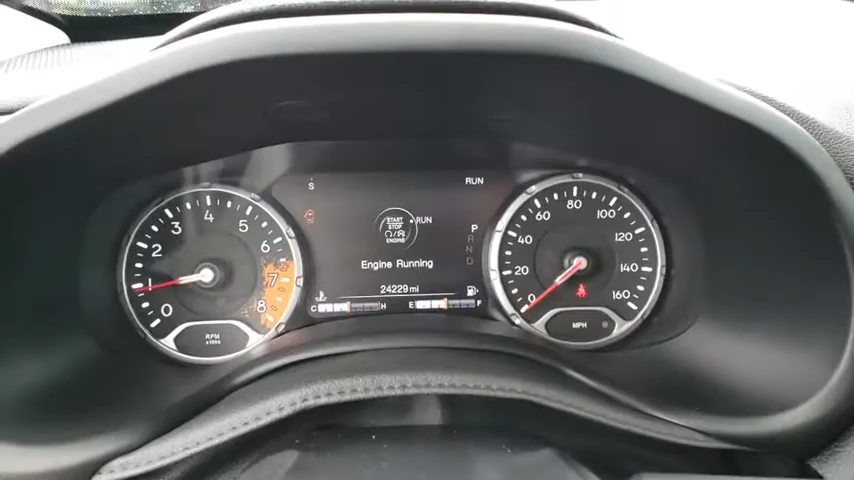 S
RUN
START
STOP
ENGINE
RUN
Engine Running
24229 mi
C H E F
P
R
N
D
0 1 2 3 4 5 6 7 8
RPM
x1000
0 20 40 60 80 100 120 140 160
MPH